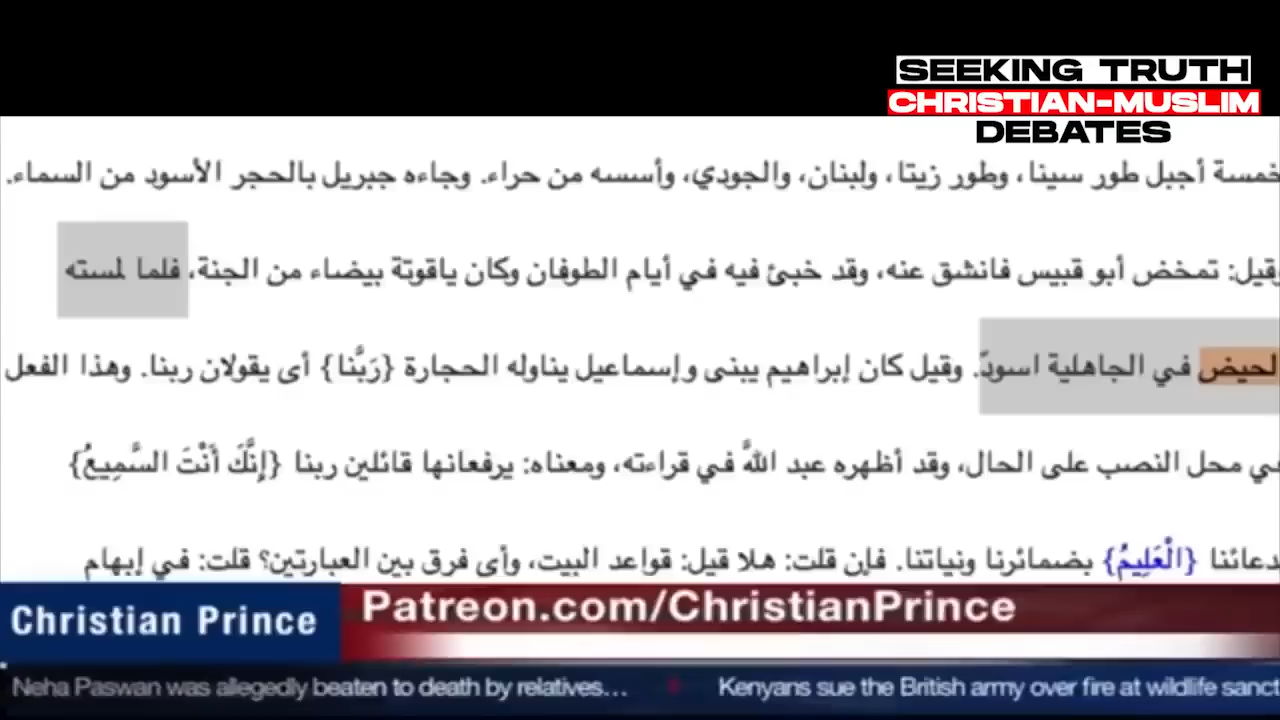 SEEKING TRUTH
CHRISTIAN-MUSLIM
DEBATES
خمسة أجبل طور سينا، وطور زيتا، ولبنان، والجودي، وأسسه من حراء. وجاءه جبريل بالحجر الأسود من السماء.
وقيل: تمخض أبو قبيس فانشق عنه، وقد خبئ فيه في أيام الطوفان وكان ياقوتة بيضاء من الجنة، فلما لمسته
لحيض في الجاهلية اسودّ. وقيل كان إبراهيم يبنى وإسماعيل يناوله الحجارة {رَبَّنا} أى يقولان ربنا. وهذا الفعل
في محل النصب على الحال، وقد أظهره عبد اللَّه في قراءته، ومعناه: يرفعانها قائلين ربنا {إِنَّكَ أَنْتَ السَّمِيعُ}
دعائنا {الْعَلِيمُ} بضمائرنا ونياتنا. فإن قلت: هلا قيل: قواعد البيت، وأى فرق بين العبارتين؟ قلت: في إبهام
Christian Prince
Patreon.com/ChristianPrince
Neha Paswan was allegedly beaten to death by relatives… Kenyans sue the British army over fire at wildlife sanct